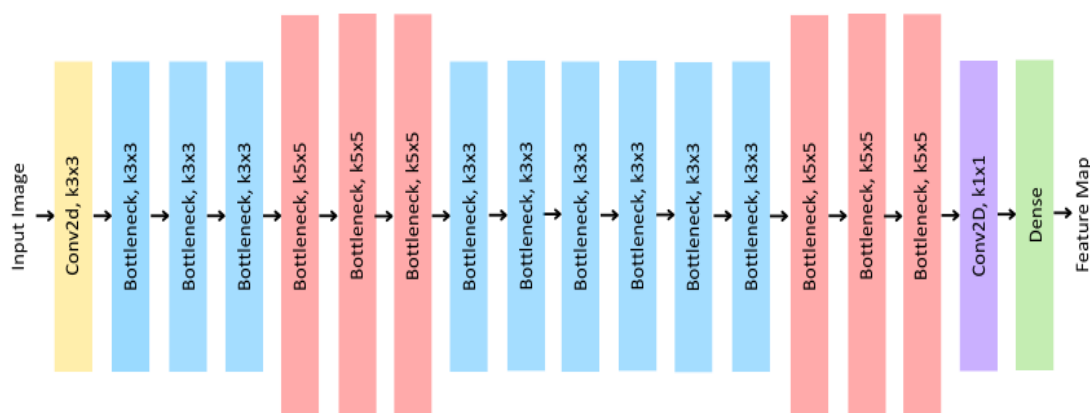 Input Image
Conv2d, k3x3
Bottleneck, k3x3
Bottleneck, k3x3
Bottleneck, k3x3
Bottleneck, k5x5
Bottleneck, k5x5
Bottleneck, k5x5
Bottleneck, k3x3
Bottleneck, k3x3
Bottleneck, k3x3
Bottleneck, k3x3
Bottleneck, k3x3
Bottleneck, k3x3
Bottleneck, k5x5
Bottleneck, k5x5
Bottleneck, k5x5
Conv2D, k1x1
Dense
Feature Map